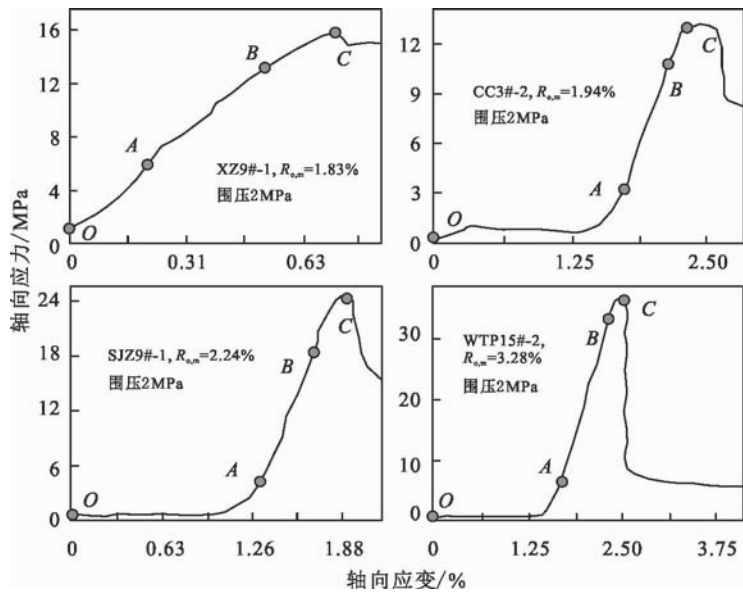 轴向应力/MPa
16
12
8
4
0
O
A
B
C
XZ9#-1, Ro,m=1.83%
围压2MPa
0 0.31 0.63
12
9
6
3
0
O
A
B
C
CC3#-2, Ro,m=1.94%
围压2MPa
0 1.25 2.50
24
18
12
6
0
O
A
B
C
SJZ9#-1, Ro,m=2.24%
围压2MPa
0 0.63 1.26 1.88
30
20
10
0
O
A
B
C
WTP15#-2,
Ro,m=3.28%
围压2MPa
0 1.25 2.50 3.75
轴向应变/%